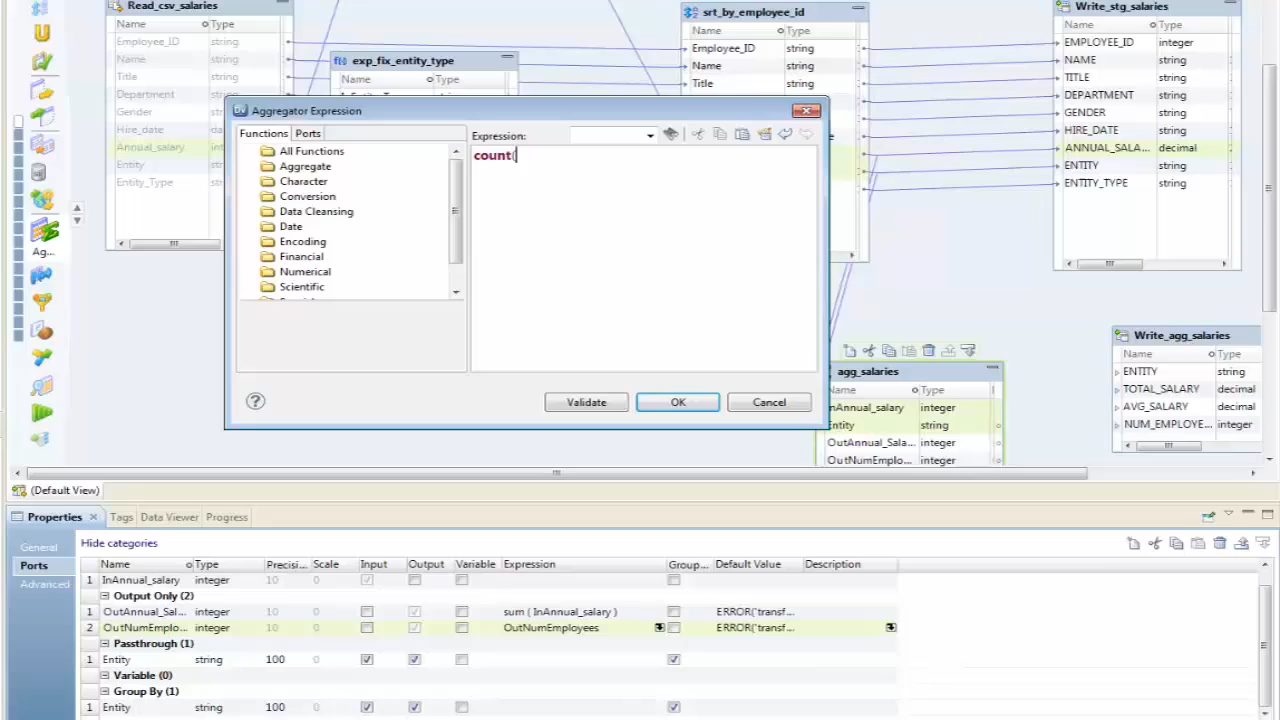 Read_csv_salaries
Name Type
Employee_ID string
Name string
Title string
Department string
Gender string
Hire_date da
Annual_salary
Entity str
Entity_Type str
exp_fix_entity_type
Name Type
srt_by_employee_id
Name Type
Employee_ID string
Name string
Title string
Write_stg_salaries
Name Type
EMPLOYEE_ID integer
NAME string
TITLE string
DEPARTMENT string
GENDER string
HIRE_DATE string
ANNUAL_SALA... decimal
ENTITY string
ENTITY_TYPE string
Ag...
Aggregator Expression
Functions Ports
All Functions
Aggregate
Character
Conversion
Data Cleansing
Date
Encoding
Financial
Numerical
Scientific
Expression:
count(
Validate OK Cancel
agg_salaries
Name Type
InAnnual_salary integer
Entity string
OutAnnual_Sala... integer
OutNumEmplo... integer
Write_agg_salaries
Name Type
ENTITY string
TOTAL_SALARY decimal
AVG_SALARY decimal
NUM_EMPLOYE... integer
(Default View)
Properties Tags Data Viewer Progress
General
Ports
Advanced
Hide categories
Name Type Precisi... Scale Input Output Variable Expression Group... Default Value Description
1 InAnnual_salary integer 10 0
Output Only (2)
1 OutAnnual_Sal... integer 10 0 sum ( InAnnual_salary ) ERROR('transf...
2 OutNumEmplo... integer 10 0 OutNumEmployees ERROR('transf...
Passthrough (1)
1 Entity string 100 0
Variable (0)
Group By (1)
1 Entity string 100 0